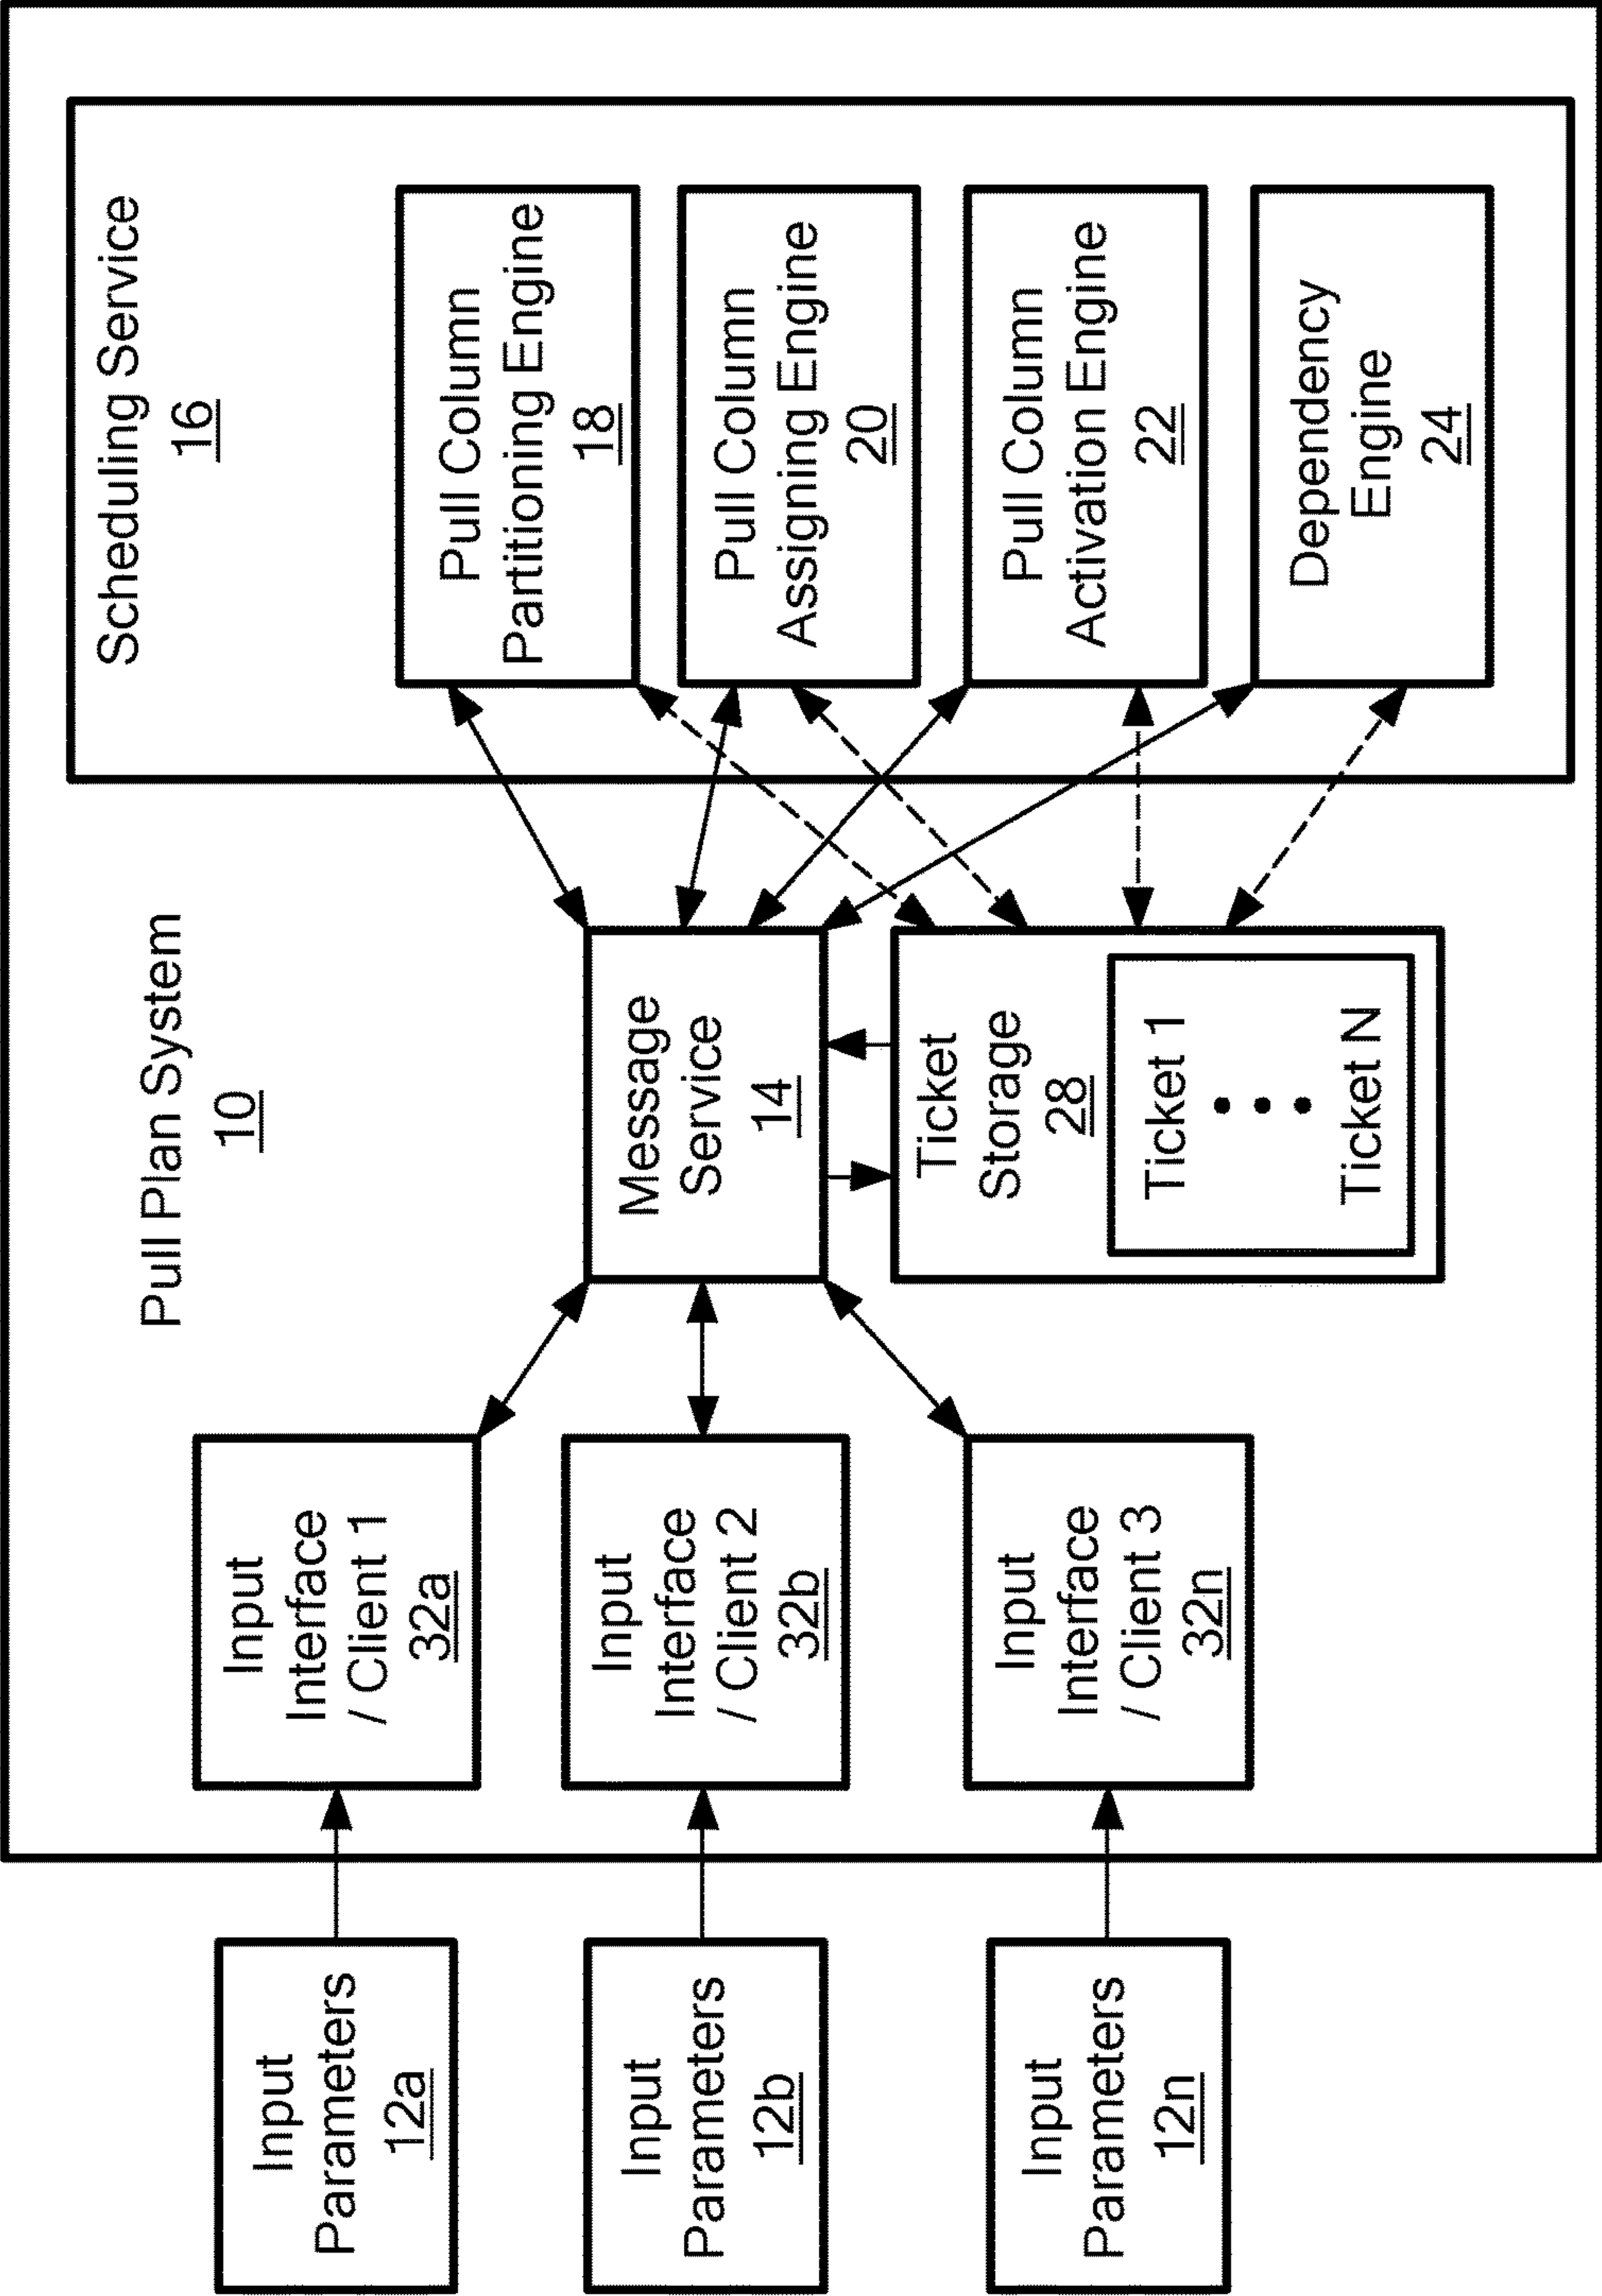 Pull Plan System
10
Input
Parameters
12a
Input
Parameters
12b
Input
Parameters
12n
Input
Interface
/ Client 1
32a
Input
Interface
/ Client 2
32b
Input
Interface
/ Client 3
32n
Message
Service
14
Ticket
Storage
28
Ticket 1
Ticket N
Scheduling Service
16
Pull Column
Partitioning Engine
18
Pull Column
Assigning Engine
20
Pull Column
Activation Engine
22
Dependency
Engine
24